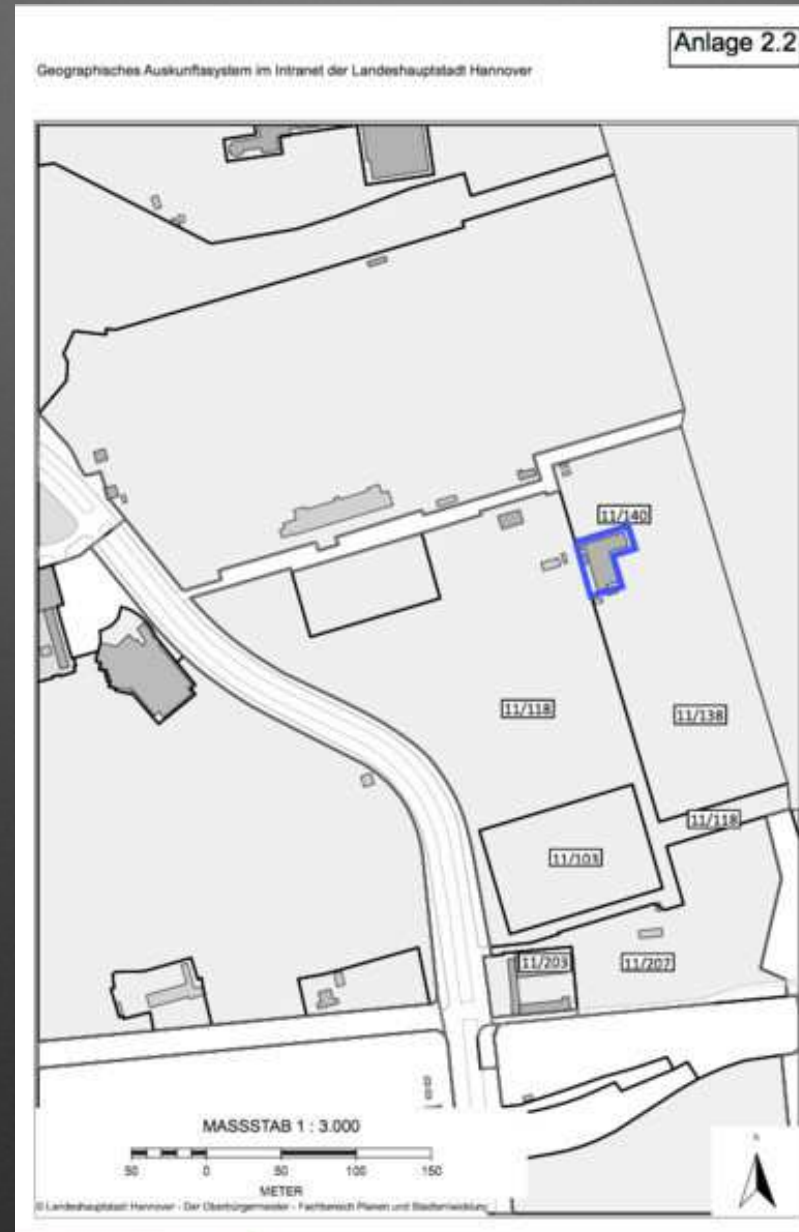 Anlage 2.2
Geographisches Auskunftssystem im Intranet der Landeshauptstadt Hannover
11/140
11/118
11/138
11/118
11/103
11/203
11/207
MASSSTAB 1 : 3.000
50 0 50 100 150
METER
N
© Landeshauptstadt Hannover - Der Oberbürgermeister - Fachbereich Planen und Stadtentwicklung